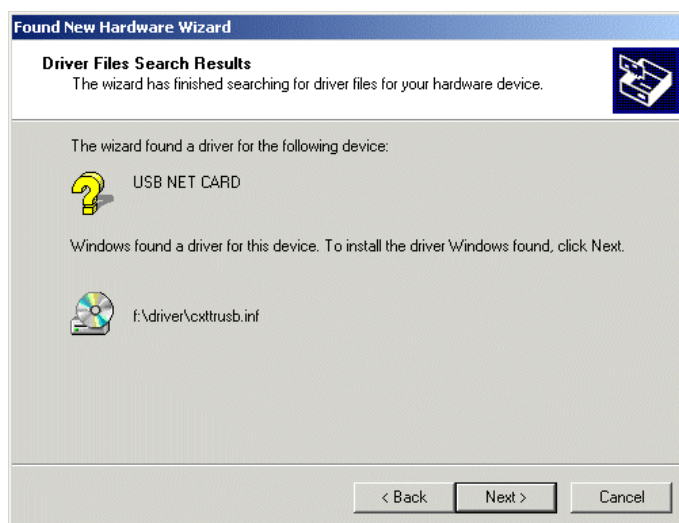 Found New Hardware Wizard
Driver Files Search Results
The wizard has finished searching for driver files for your hardware device.
The wizard found a driver for the following device:
USB NET CARD
Windows found a driver for this device. To install the driver Windows found, click Next.
f:\driver\cxttrusb.inf
< Back Next > Cancel